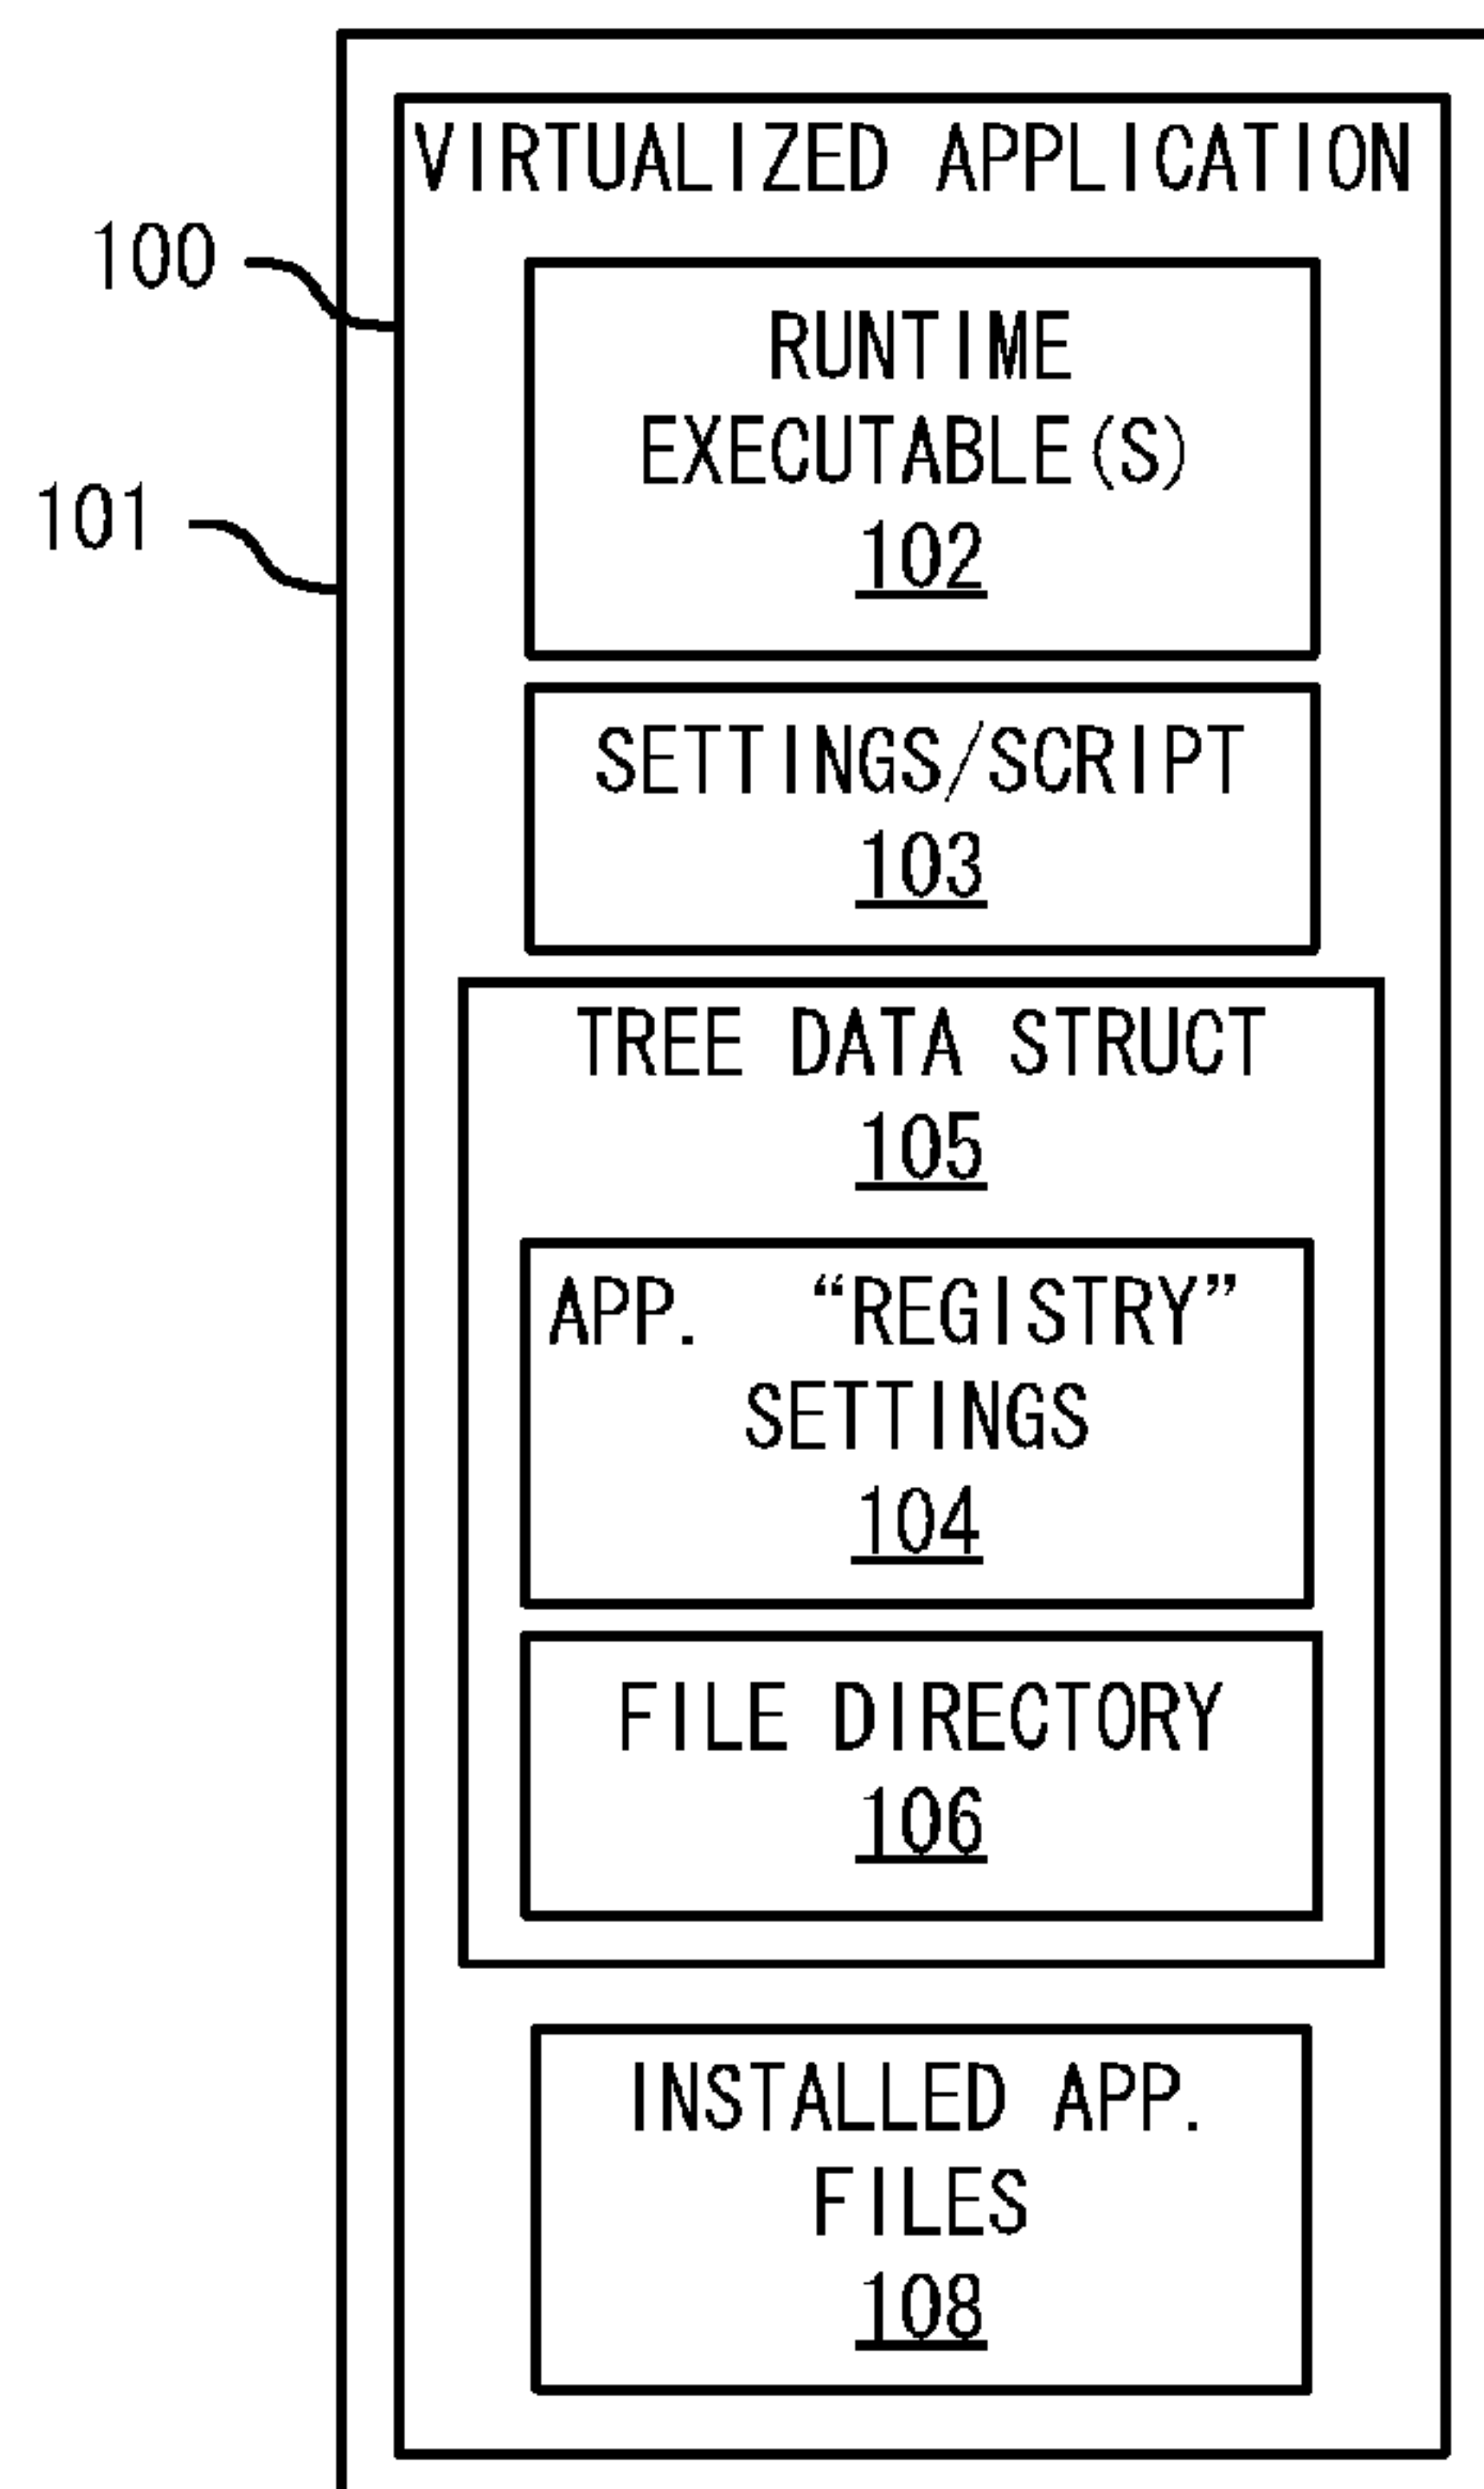 VIRTUALIZED APPLICATION
100
RUNTIME
EXECUTABLE(S)
102
101
SETTINGS/SCRIPT
103
TREE DATA STRUCT
105
APP. “REGISTRY”
SETTINGS
104
FILE DIRECTORY
106
INSTALLED APP.
FILES
108